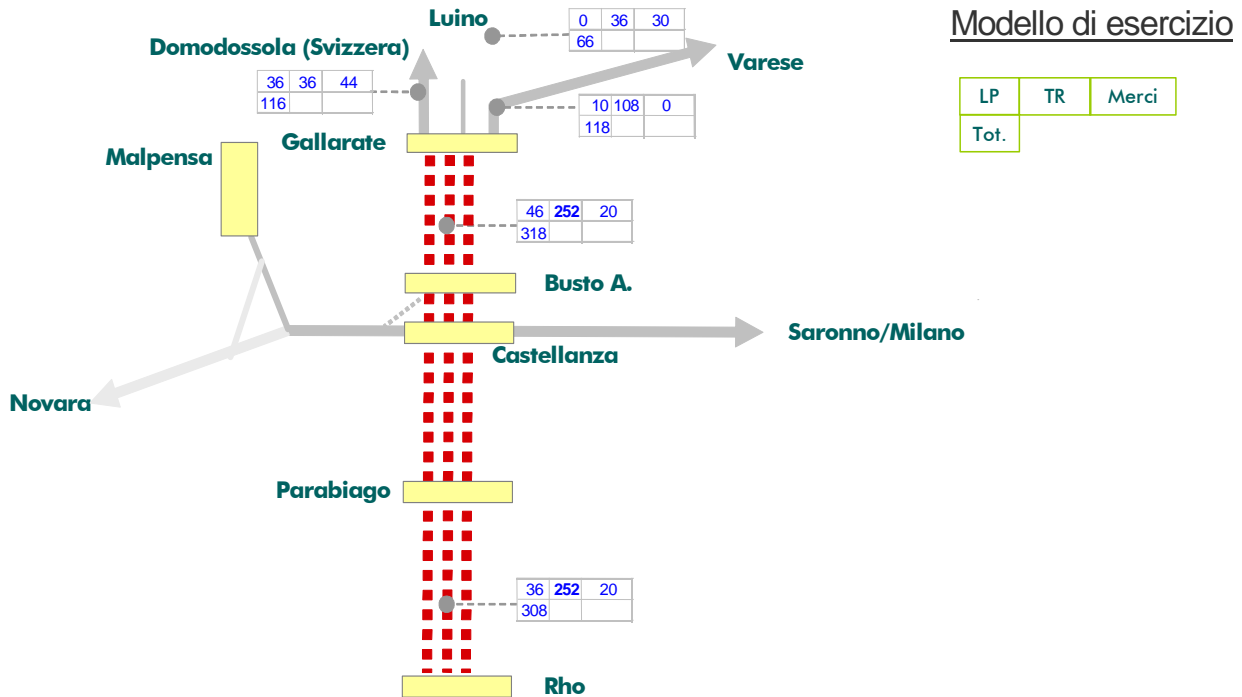 Modello di esercizio
LP TR Merci
Tot.
Luino
0 36 30
66
Domodossola (Svizzera)
36 36 44
116
Varese
10 108 0
118
Gallarate
Malpensa
46 252 20
318
Busto A.
Saronno/Milano
Castellanza
Novara
Parabiago
36 252 20
308
Rho